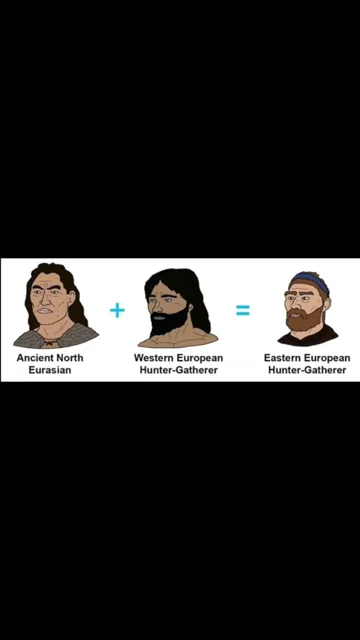 +
=
Ancient North
Eurasian
Western European
Hunter-Gatherer
Eastern European
Hunter-Gatherer